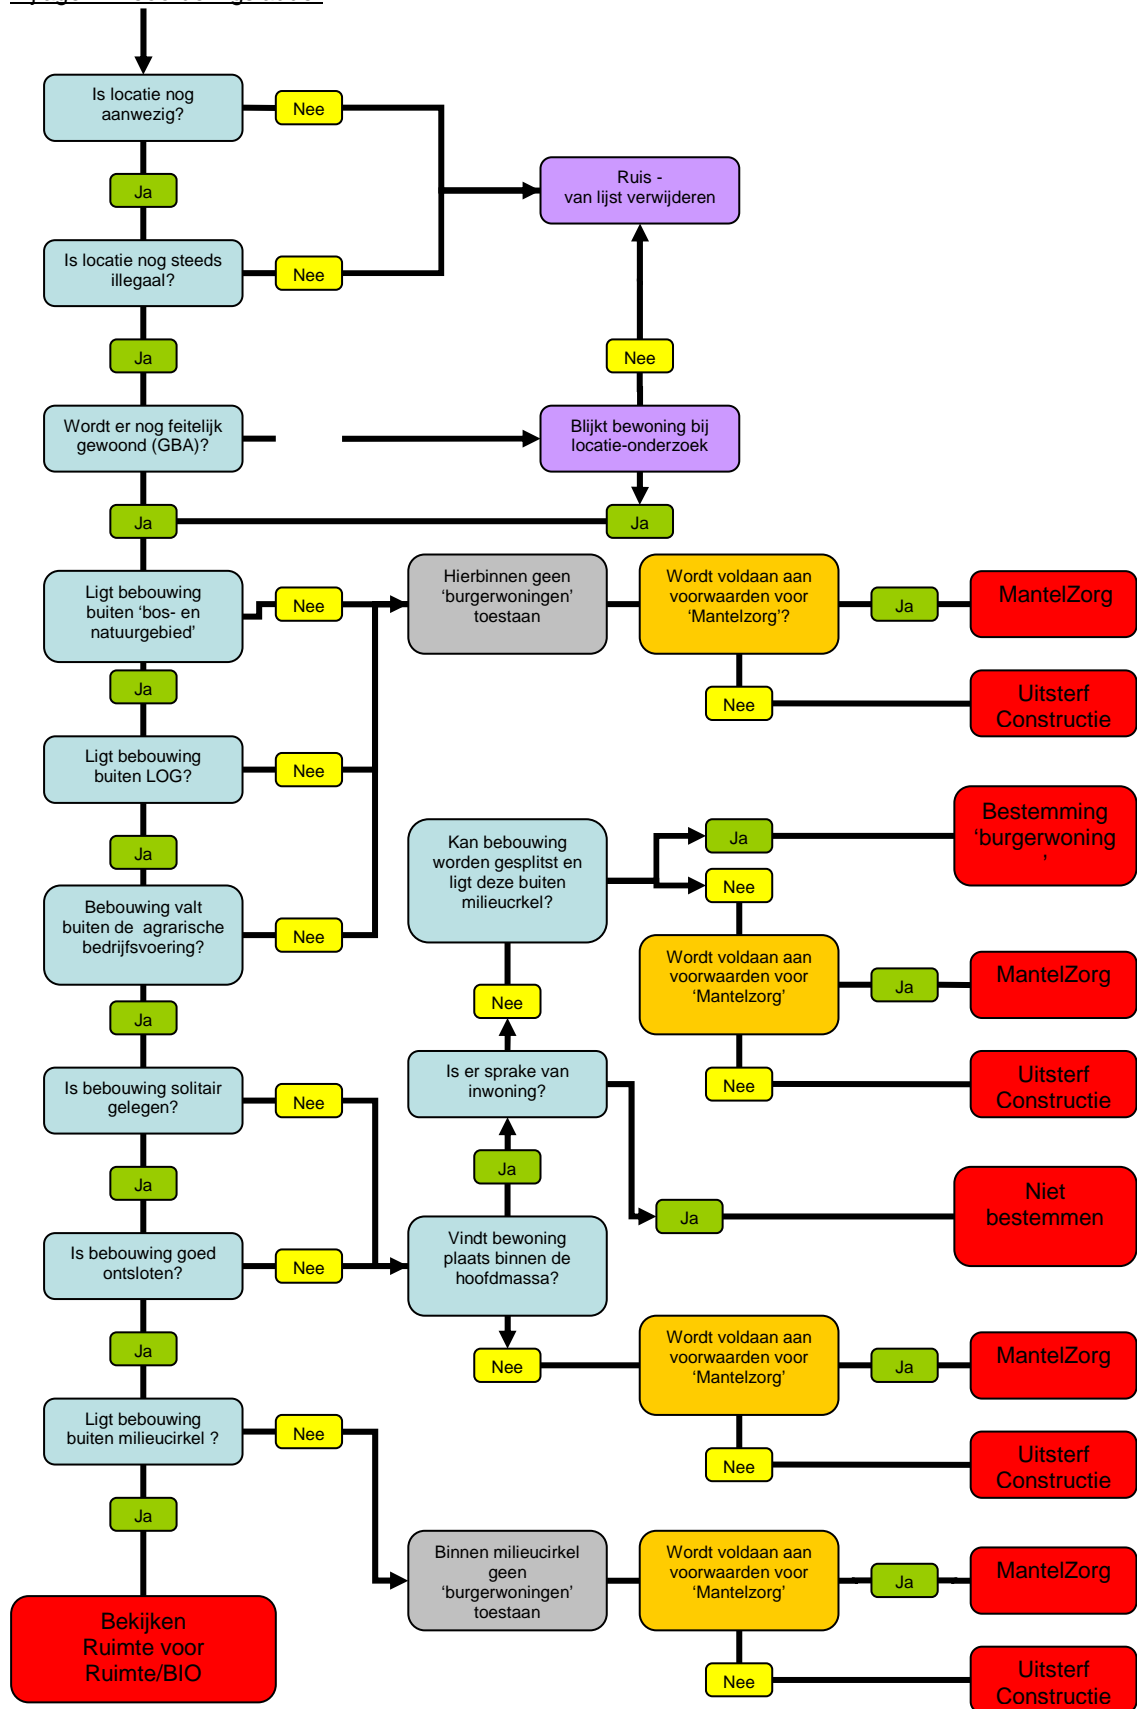 Is locatie nog
aanwezig?
Nee
Ja
Ruis -
van lijst verwijderen
Is locatie nog steeds
illegaal?
Nee
Ja
Nee
Wordt er nog feitelijk
gewoond (GBA)?
Blijkt bewoning bij
locatie-onderzoek
Ja
Ja
Ligt bebouwing
buiten ‘bos- en
natuurgebied’
Nee
Hierbinnen geen
‘burgerwoningen’
toestaan
Wordt voldaan aan
voorwaarden voor
‘Mantelzorg’?
Ja
MantelZorg
Ja
Nee
Uitsterf
Constructie
Ligt bebouwing
buiten LOG?
Nee
Ja
Kan bebouwing
worden gesplitst en
ligt deze buiten
milieucrkel?
Ja
Bestemming
‘burgerwoning
’
Nee
Bebouwing valt
buiten de agrarische
bedrijfsvoering?
Nee
Wordt voldaan aan
voorwaarden voor
‘Mantelzorg’
Ja
MantelZorg
Ja
Nee
Is er sprake van
inwoning?
Nee
Uitsterf
Constructie
Is bebouwing solitair
gelegen?
Nee
Ja
Ja
Ja
Niet
bestemmen
Is bebouwing goed
ontsloten?
Nee
Vindt bewoning
plaats binnen de
hoofdmassa?
Ja
Nee
Wordt voldaan aan
voorwaarden voor
‘Mantelzorg’
Ja
MantelZorg
Ligt bebouwing
buiten milieucirkel ?
Nee
Nee
Uitsterf
Constructie
Ja
Binnen milieucirkel
geen
‘burgerwoningen’
toestaan
Wordt voldaan aan
voorwaarden voor
‘Mantelzorg’
Ja
MantelZorg
Bekijken
Ruimte voor
Ruimte/BIO
Nee
Uitsterf
Constructie